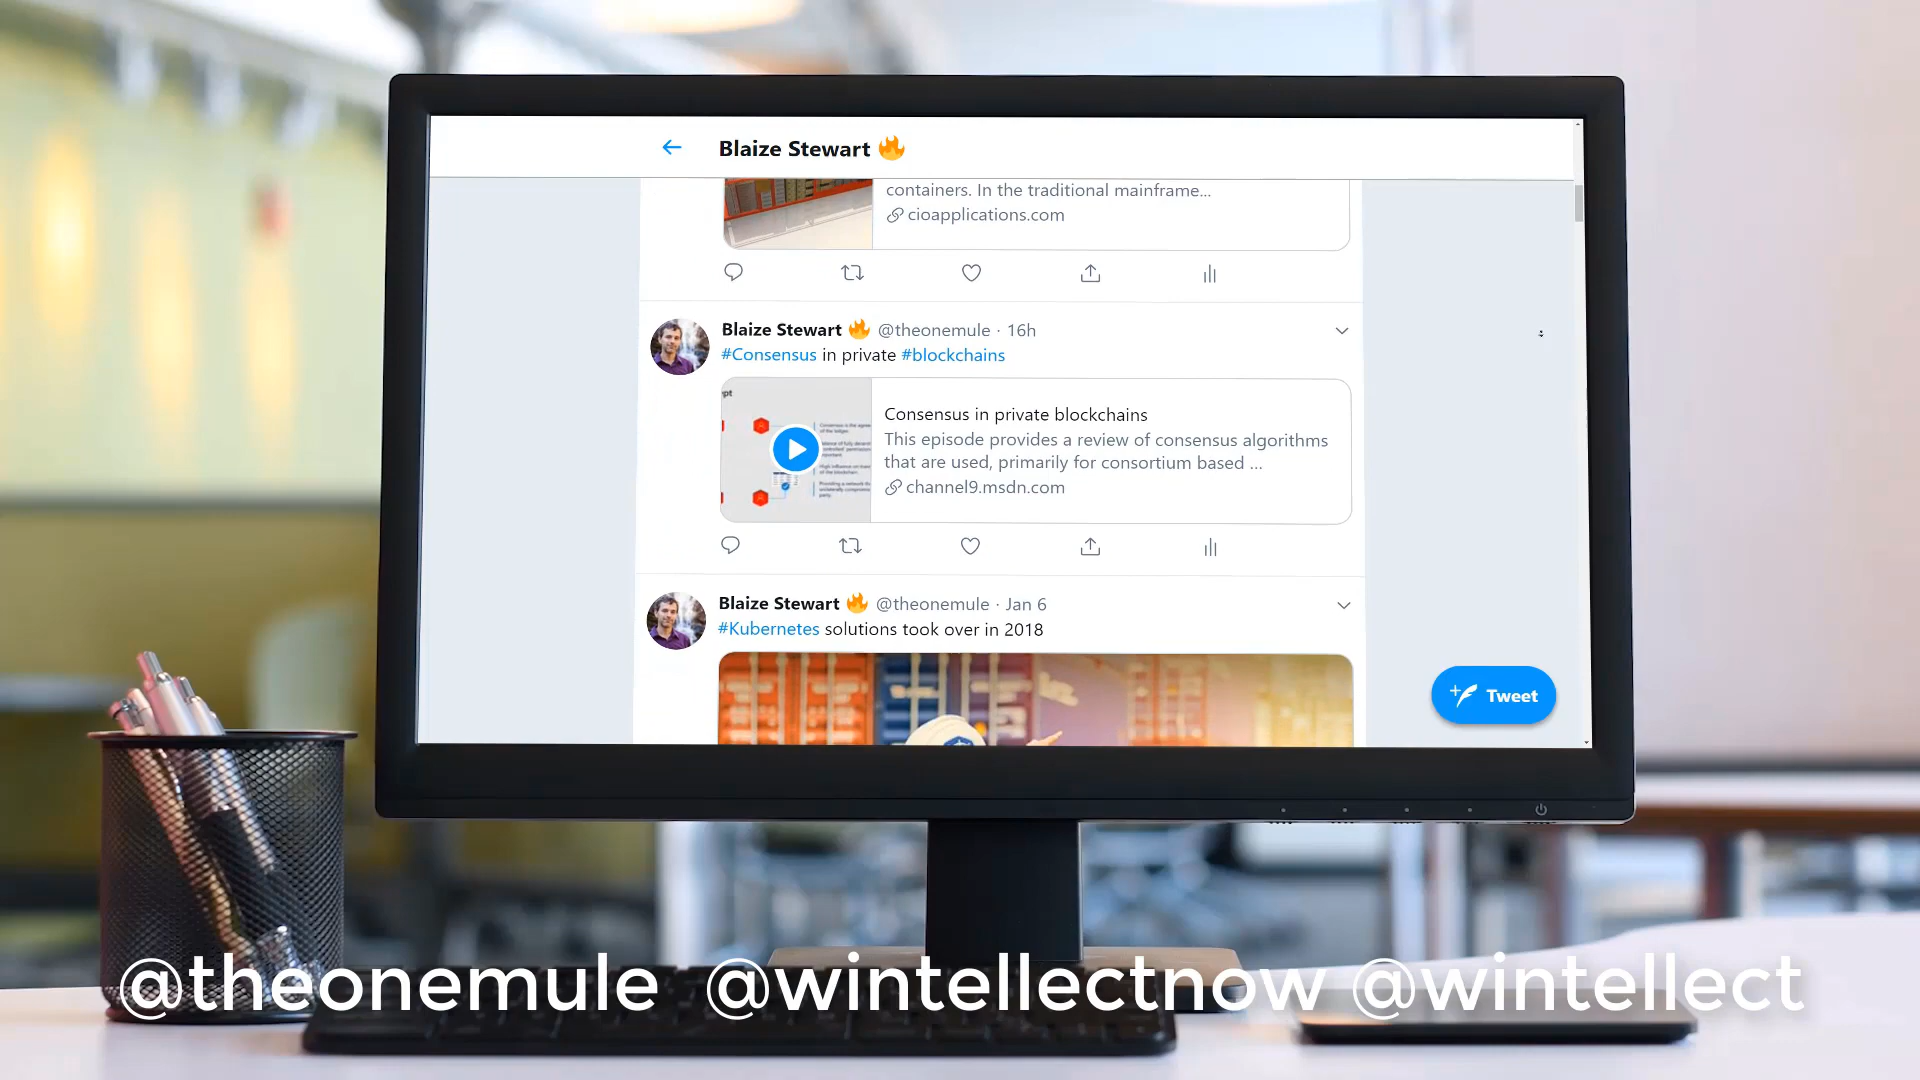 Blaize Stewart 🔥
containers. In the traditional mainframe...
cioapplications.com
Blaize Stewart 🔥 @theonemule · 16h
#Consensus in private #blockchains
Consensus in private blockchains
This episode provides a review of consensus algorithms
that are used, primarily for consortium based ...
channel9.msdn.com
Blaize Stewart 🔥 @theonemule · Jan 6
#Kubernetes solutions took over in 2018
Tweet
@theonemule @wintellectnow @wintellect